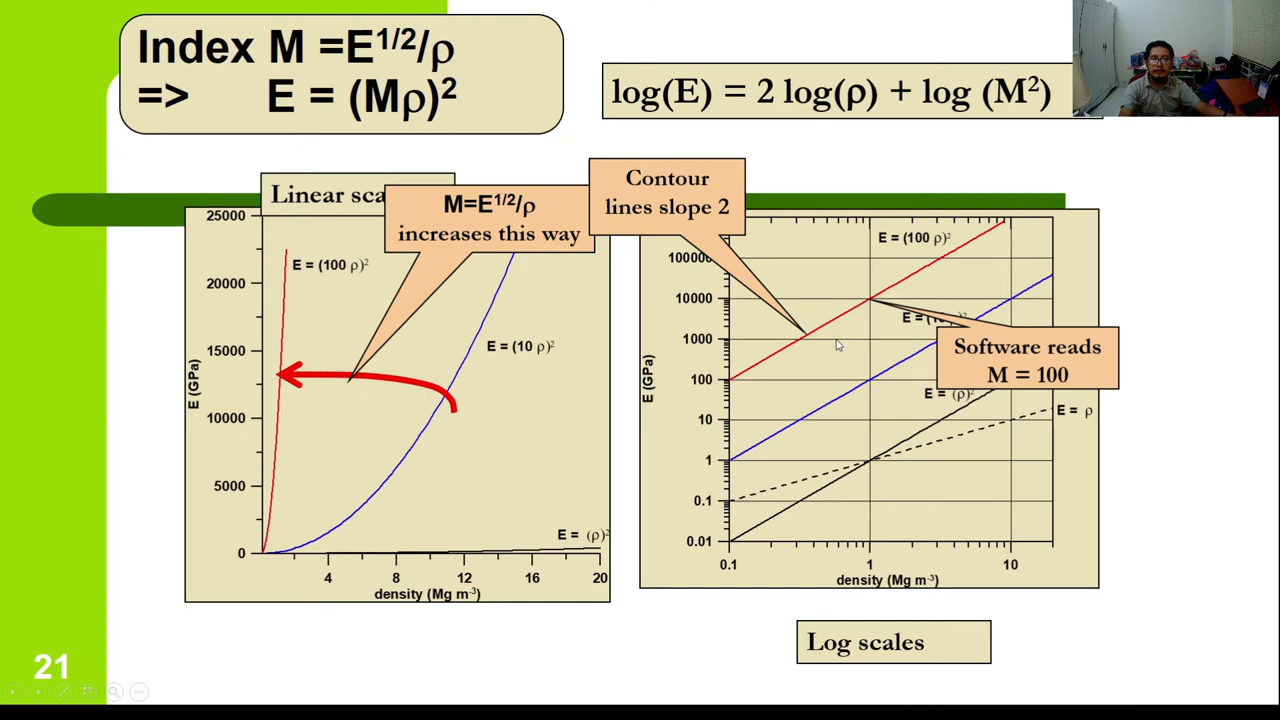 Index M =E1/2/ρ
=> E = (Mρ)2
log(E) = 2 log(ρ) + log (M2)
Linear
M=E1/2/ρ
increases this way
Contour
lines slope 2
25000
20000
15000
10000
5000
0
E (GPa)
E = (100 ρ)2
E = (10 ρ)2
E = (ρ)2
4 8 12 16 20
density (Mg m-3)
100000
10000
1000
100
10
1
0.1
0.01
E (GPa)
E = (100 ρ)2
Software reads
M = 100
E = (ρ)2
E = ρ
0.1 1 10
density (Mg m-3)
Log scales
21